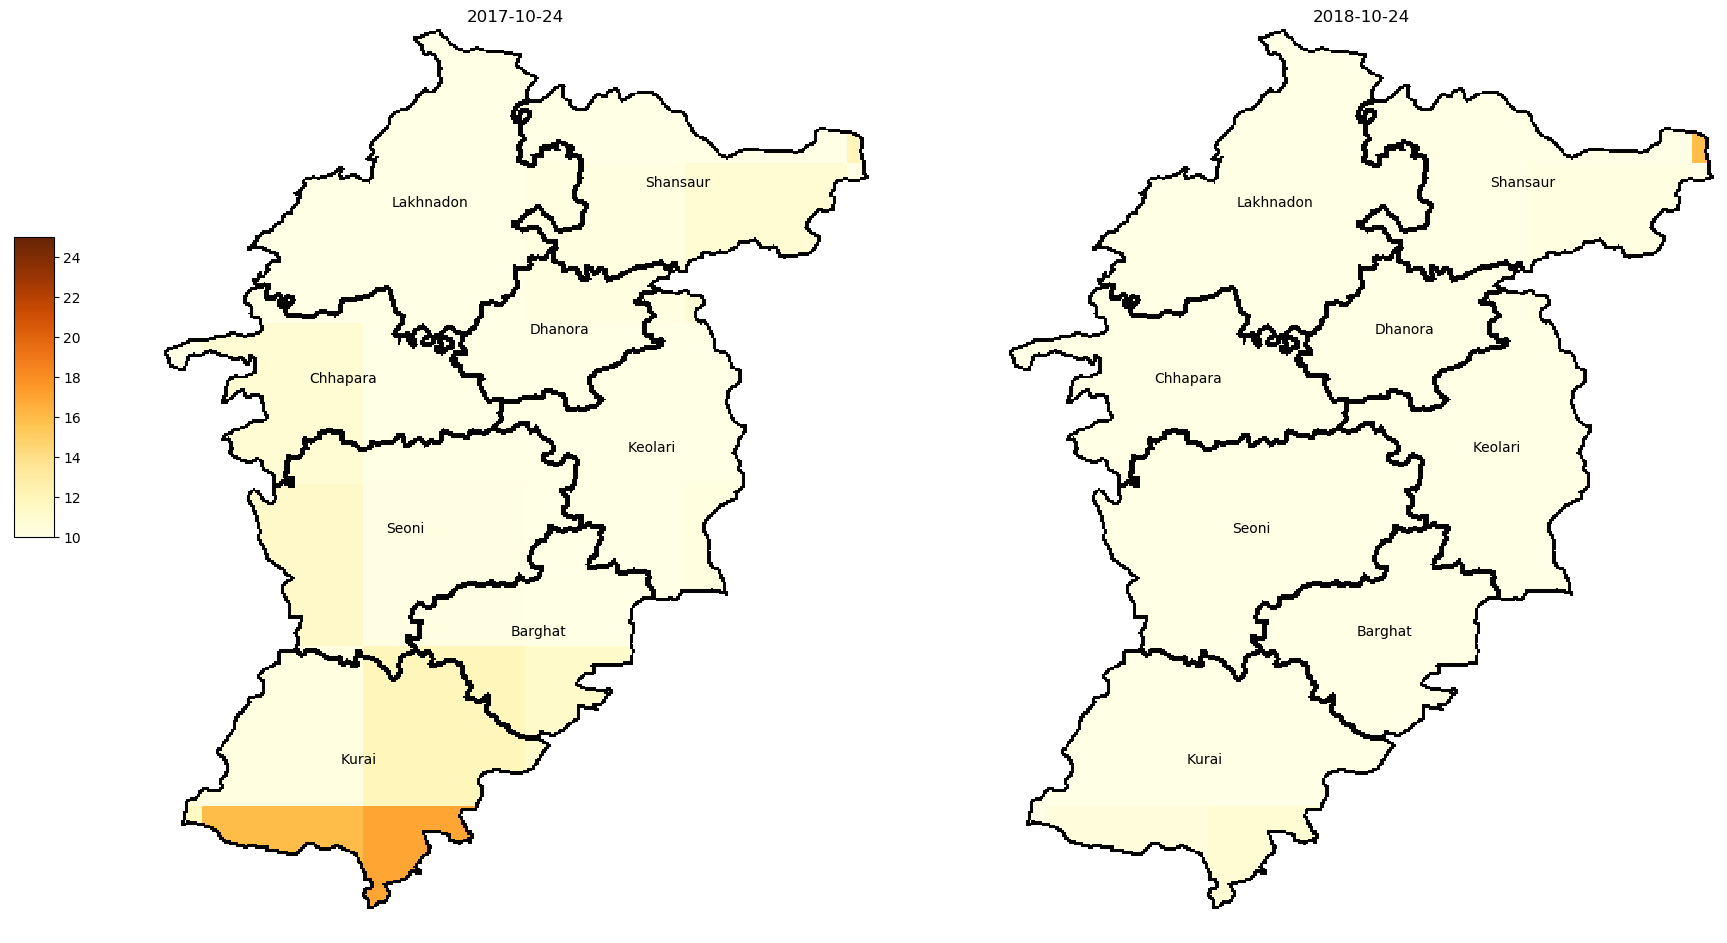 2017-10-24
2018-10-24
Lakhnadon
Shansaur
Dhanora
Chhapara
Keolari
Seoni
Barghat
Kurai
Lakhnadon
Shansaur
Dhanora
Chhapara
Keolari
Seoni
Barghat
Kurai
24
22
20
18
16
14
12
10